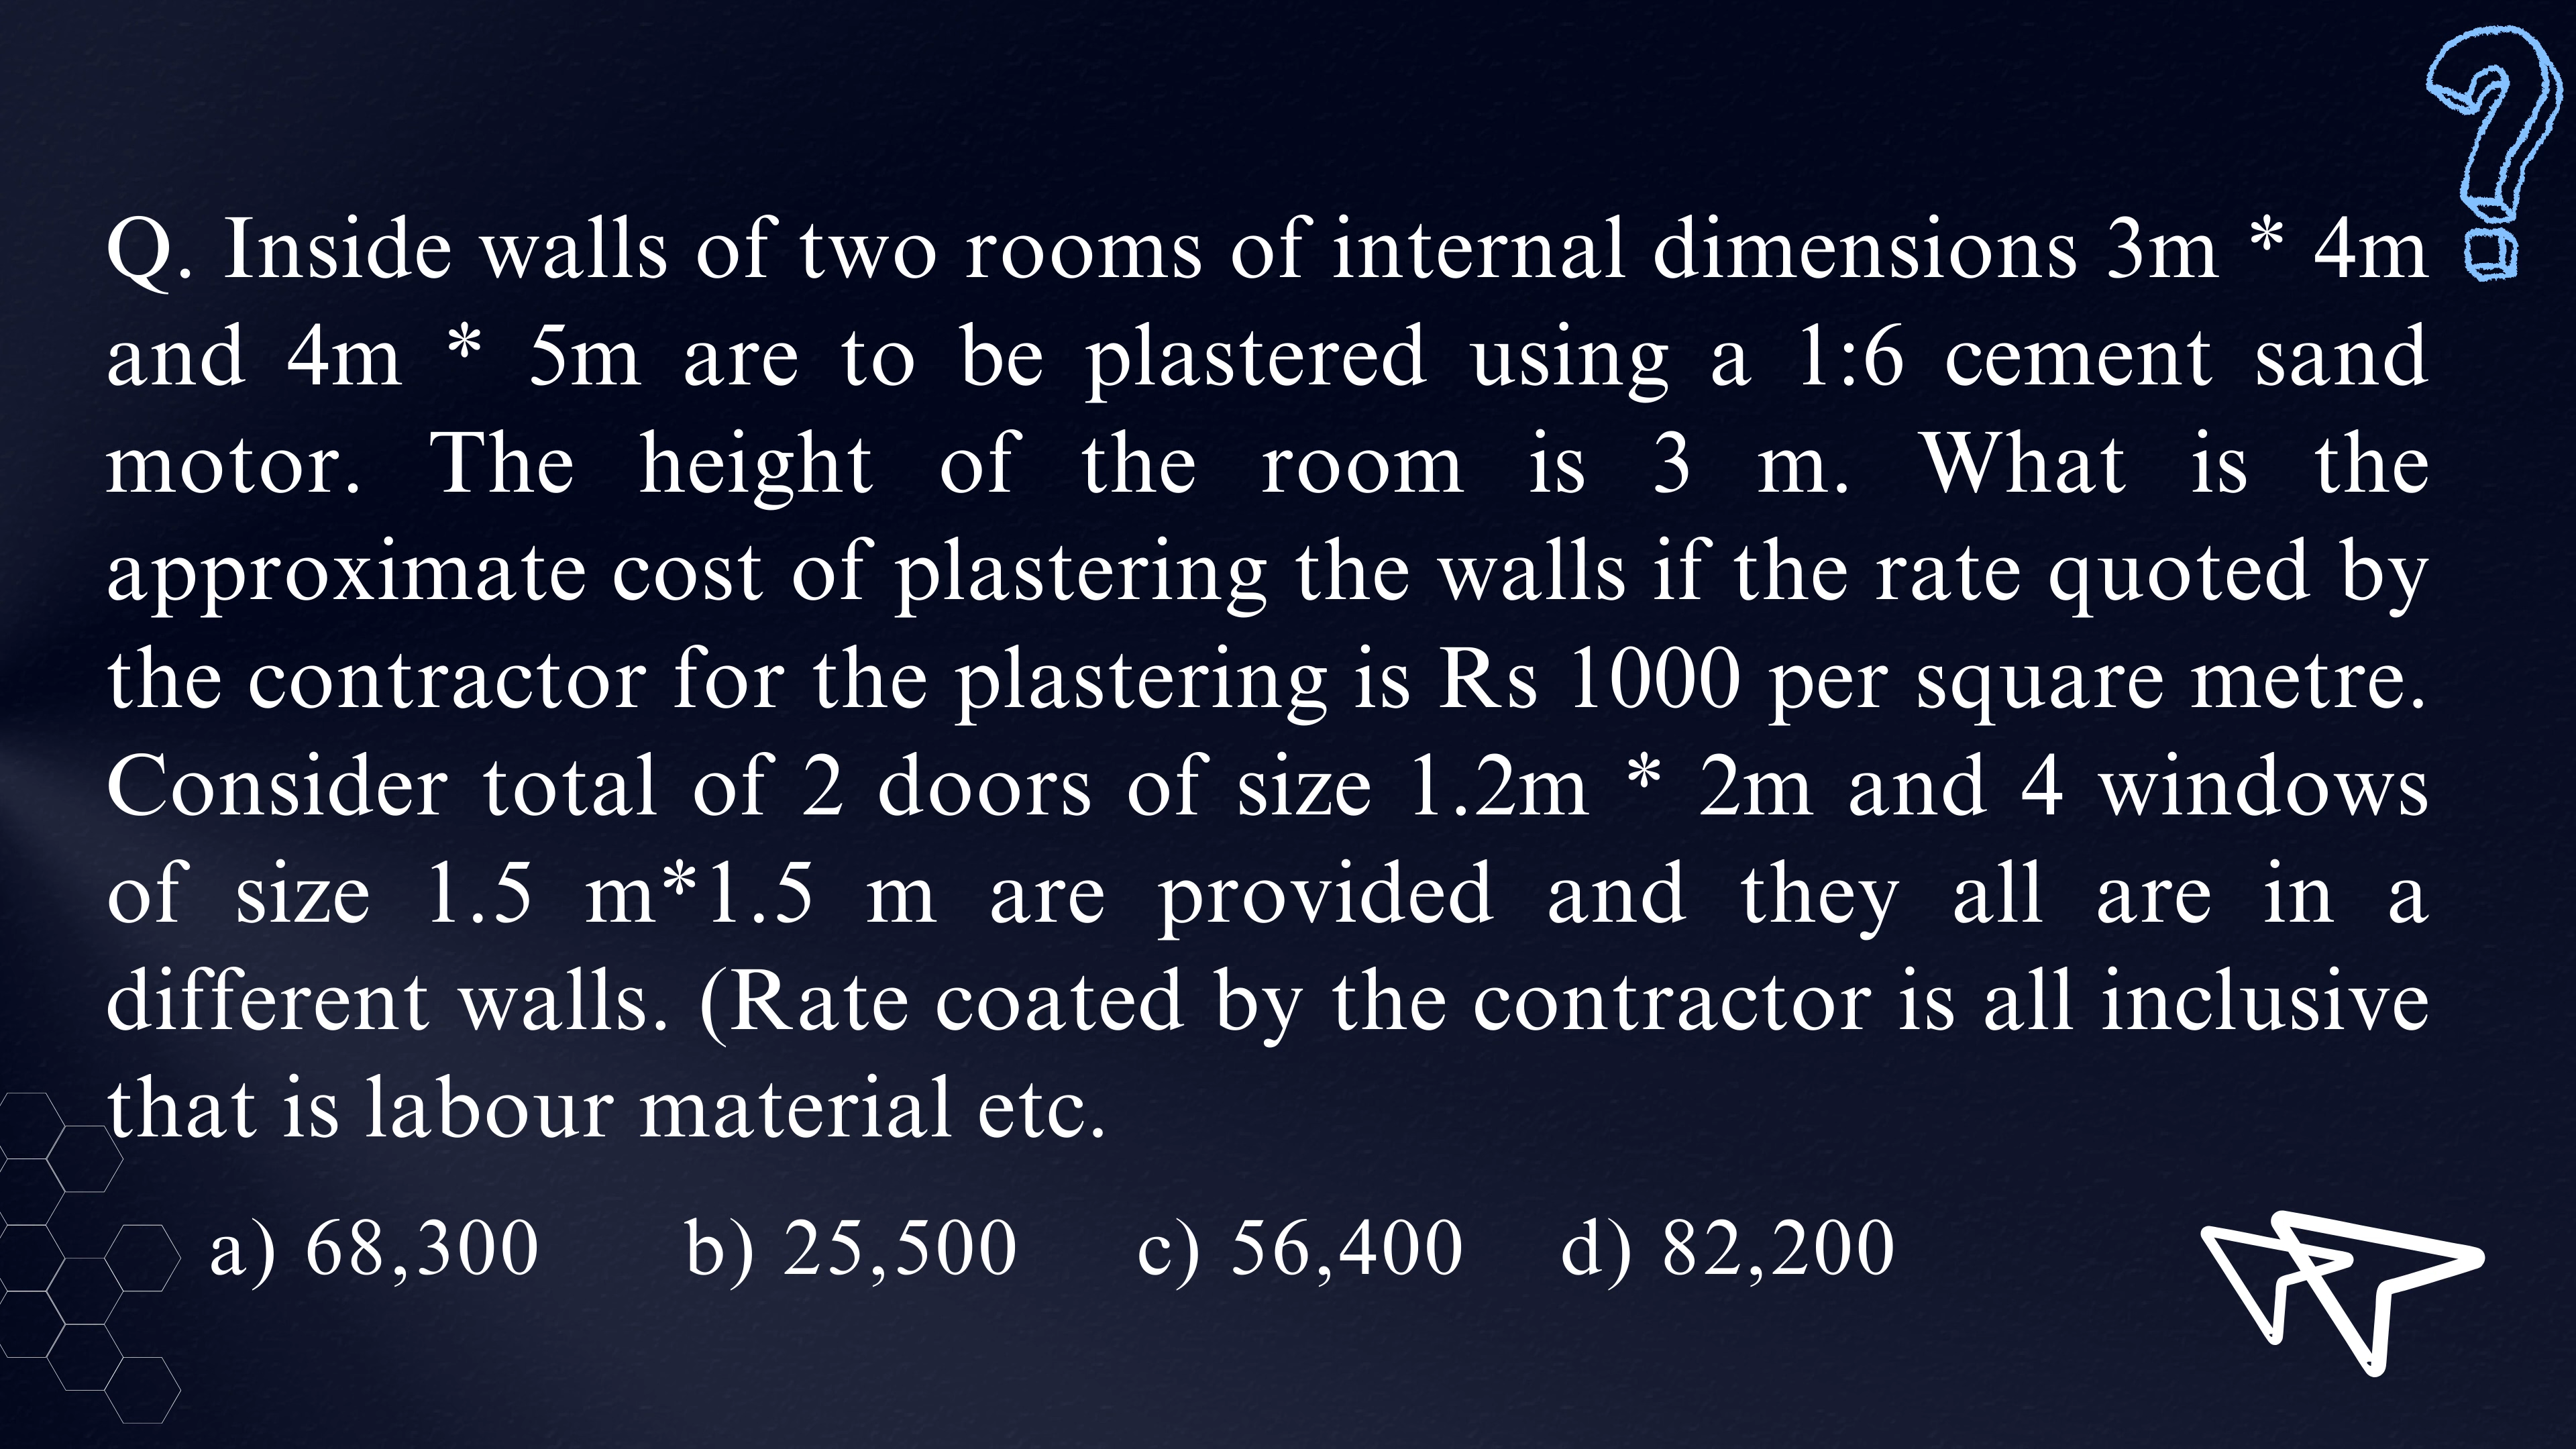 Q. Inside walls of two rooms of internal dimensions 3m * 4m
and 4m * 5m are to be plastered using a 1:6 cement sand
motor. The height of the room is 3 m. What is the
approximate cost of plastering the walls if the rate quoted by
the contractor for the plastering is Rs 1000 per square metre.
Consider total of 2 doors of size 1.2m * 2m and 4 windows
of size 1.5 m*1.5 m are provided and they all are in a
different walls. (Rate coated by the contractor is all inclusive
that is labour material etc.
a) 68,300 b) 25,500 c) 56,400 d) 82,200